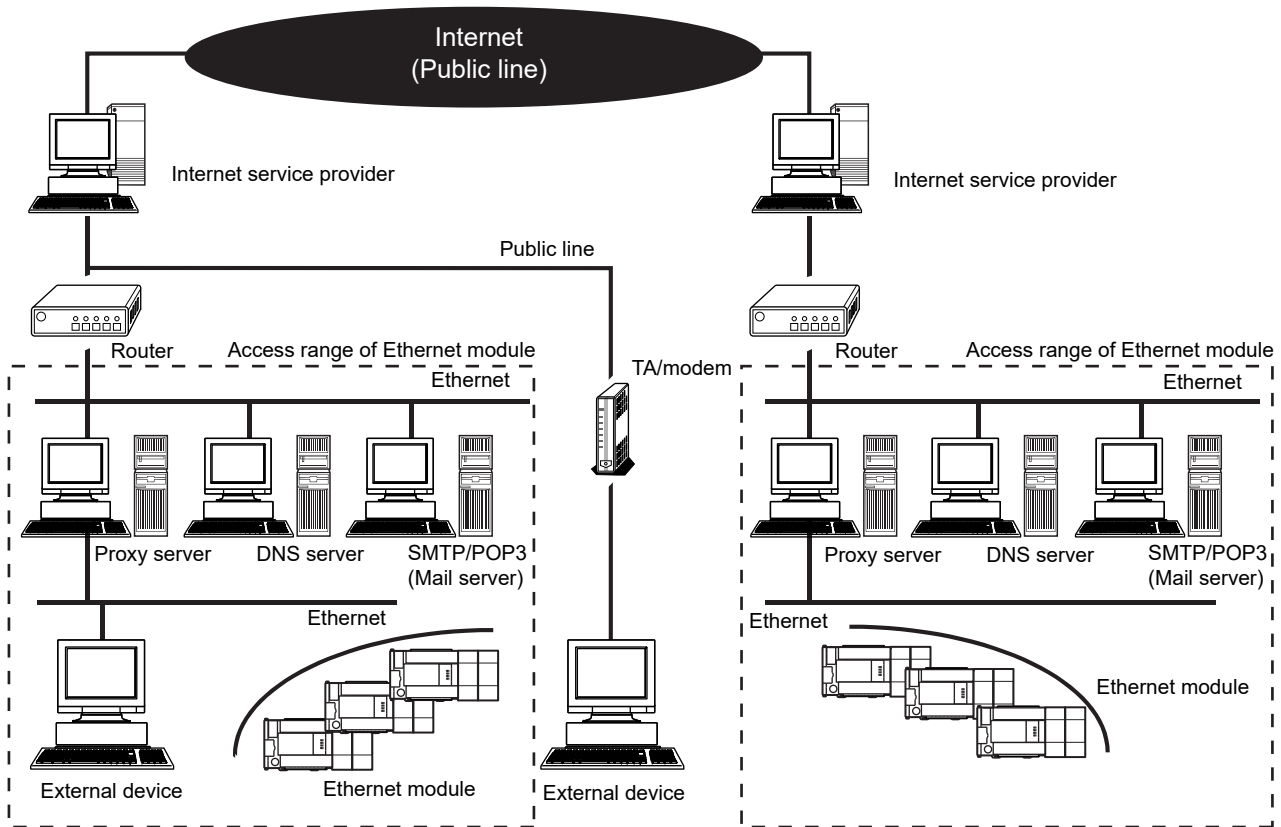 Internet
(Public line)
Internet service provider
Internet service provider
Public line
Router
Access range of Ethernet module
TA/modem
Router
Access range of Ethernet module
Ethernet
Ethernet
Proxy server
DNS server
SMTP/POP3
(Mail server)
Proxy server
DNS server
SMTP/POP3
(Mail server)
Ethernet
Ethernet
Ethernet module
External device
Ethernet module
External device